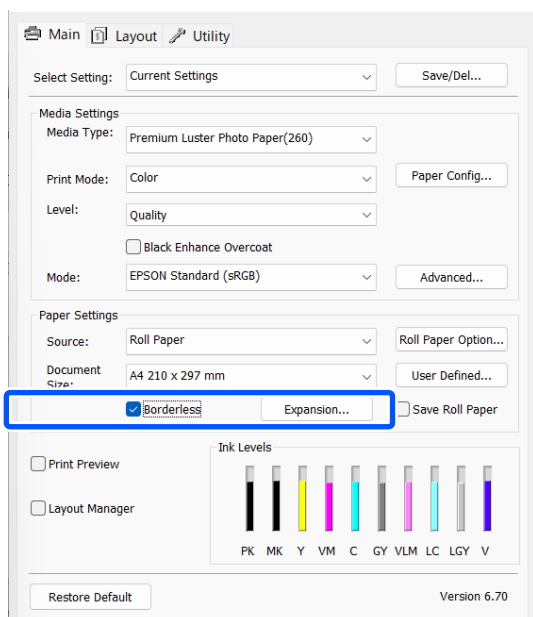 Main Layout Utility
Select Setting: Current Settings Save/Del...
Media Settings
Media Type: Premium Luster Photo Paper(260)
Print Mode: Color Paper Config...
Level: Quality
Black Enhance Overcoat
Mode: EPSON Standard (sRGB) Advanced...
Paper Settings
Source: Roll Paper Roll Paper Option...
Document
Size: A4 210 x 297 mm User Defined...
Borderless Expansion... Save Roll Paper
Ink Levels
Print Preview
Layout Manager
PK MK Y VM C GY VLM LC LGY V
Restore Default Version 6.70